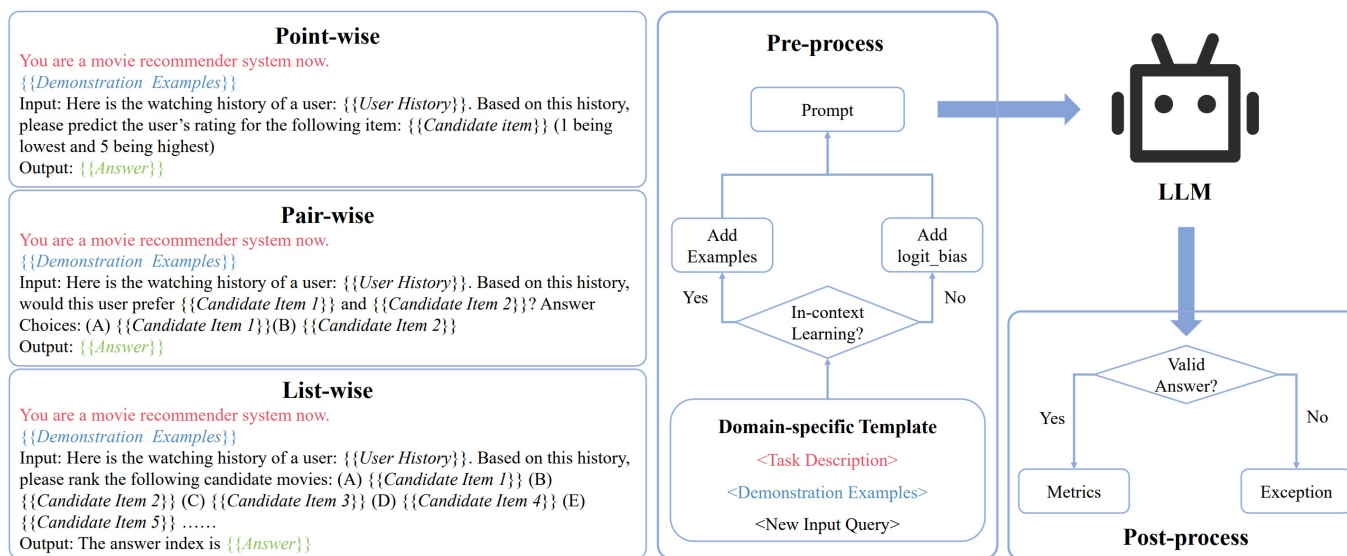 Point-wise
You are a movie recommender system now.
{{Demonstration Examples}}
Input: Here is the watching history of a user: {{User History}}. Based on this history,
please predict the user's rating for the following item: {{Candidate item}} (1 being
lowest and 5 being highest)
Output: {{Answer}}
Pair-wise
You are a movie recommender system now.
{{Demonstration Examples}}
Input: Here is the watching history of a user: {{User History}}. Based on this history,
would this user prefer {{Candidate Item 1}} and {{Candidate Item 2}}? Answer
Choices: (A) {{Candidate Item 1}}(B) {{Candidate Item 2}}
Output: {{Answer}}
List-wise
You are a movie recommender system now.
{{Demonstration Examples}}
Input: Here is the watching history of a user: {{User History}}. Based on this history,
please rank the following candidate movies: (A) {{Candidate Item 1}} (B)
{{Candidate Item 2}} (C) {{Candidate Item 3}} (D) {{Candidate Item 4}} (E)
{{Candidate Item 5}} ......
Output: The answer index is {{Answer}}
Pre-process
Prompt
Add
Examples
Add
logit_bias
Yes
No
In-context
Learning?
Domain-specific Template
<Task Description>
<Demonstration Examples>
<New Input Query>
LLM
Valid
Answer?
Yes
No
Metrics
Exception
Post-process